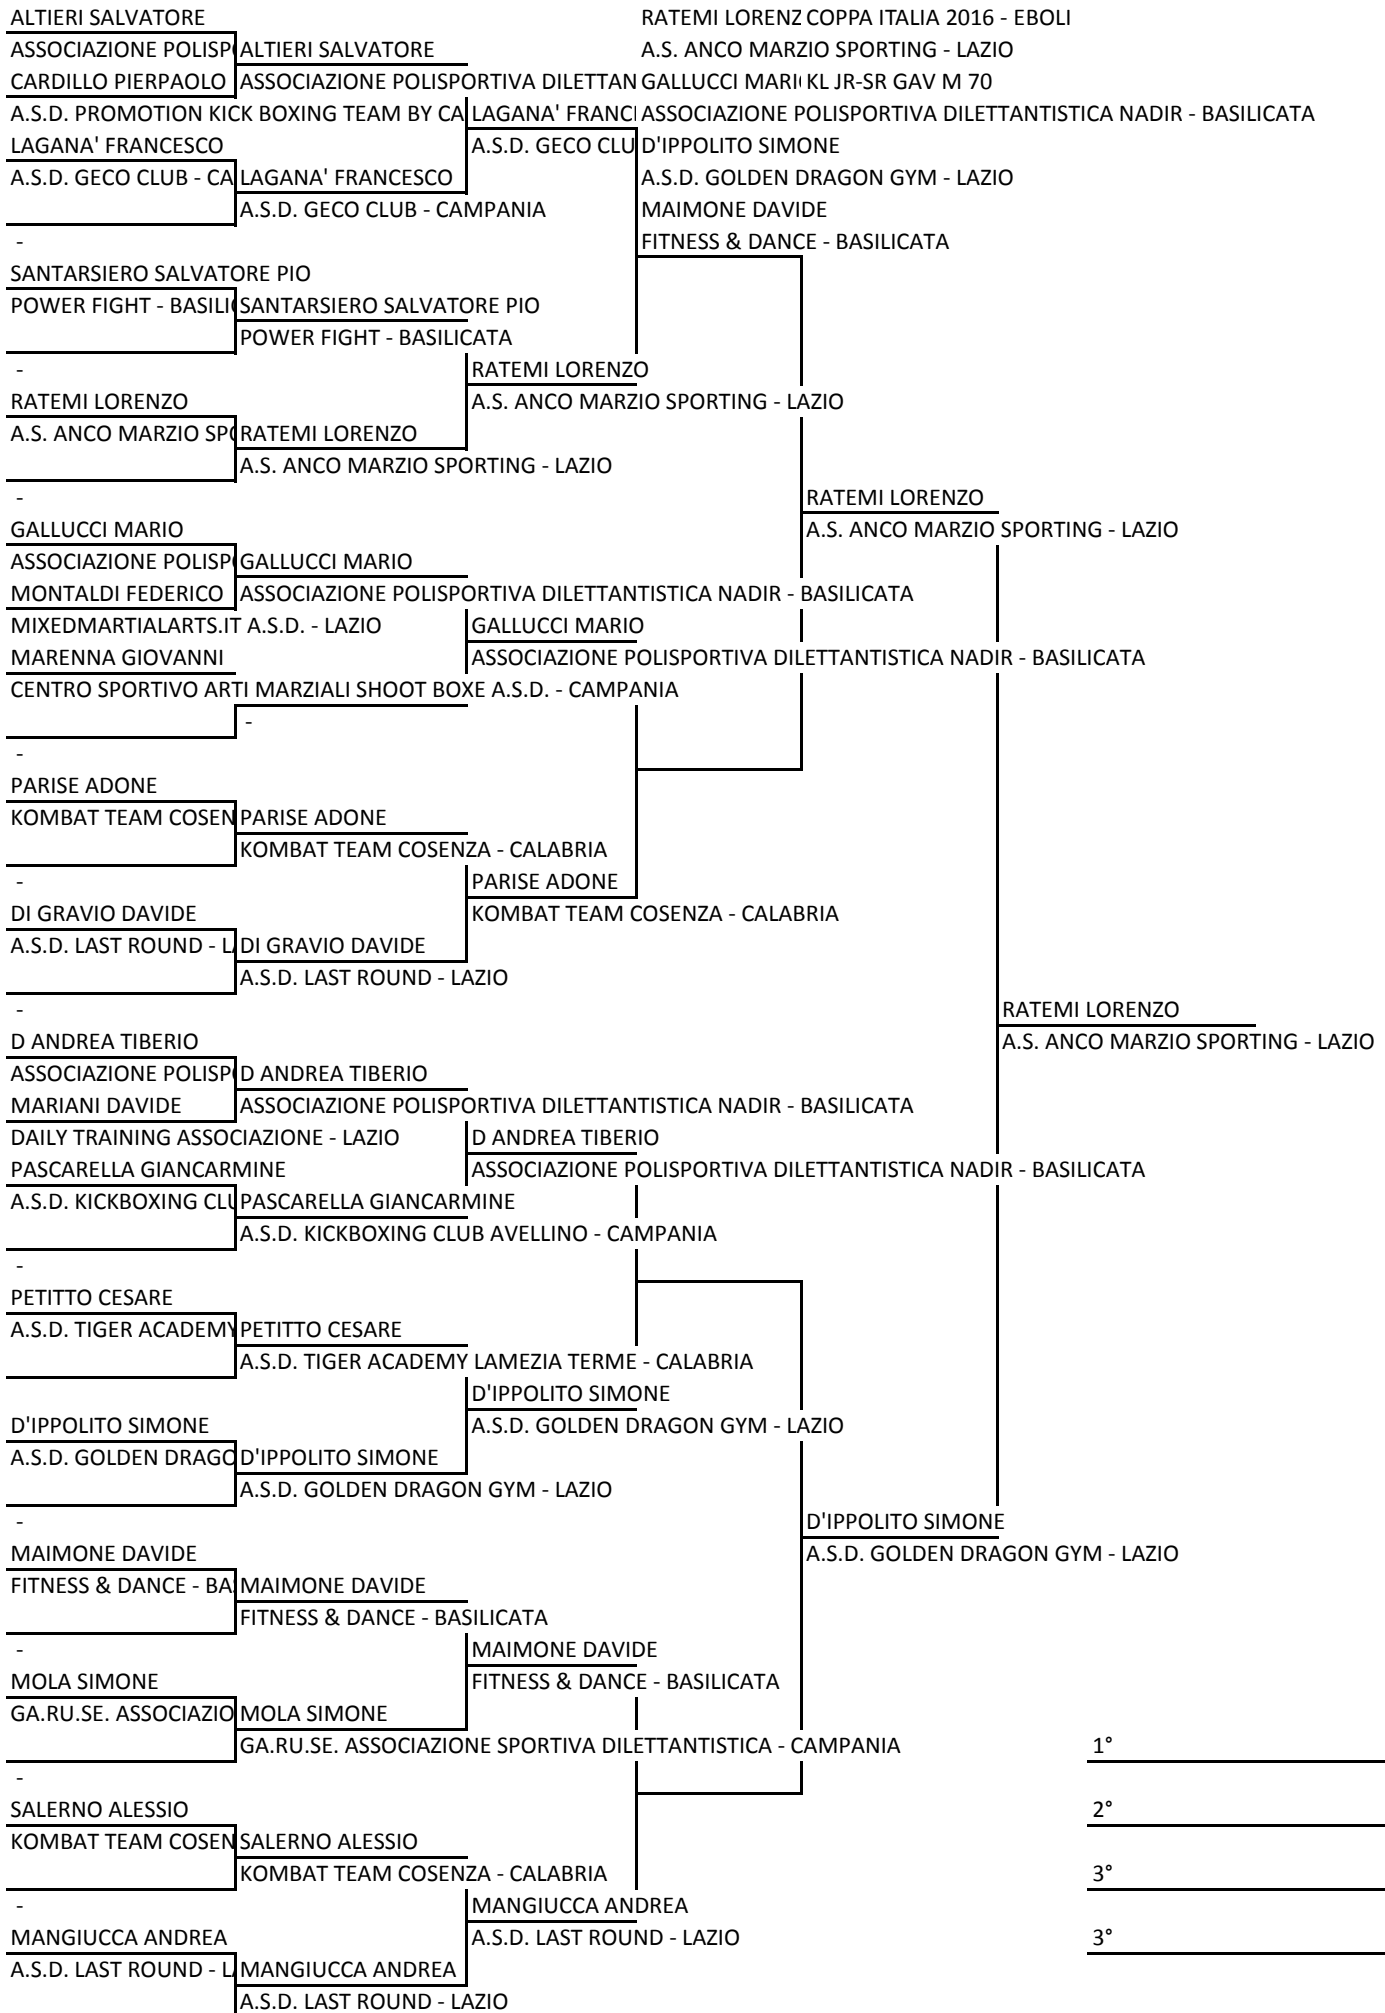 ALTIERI SALVATORE RATEMI LORENZ COPPA ITALIA 2016 - EBOLI
ASSOCIAZIONE POLISP ALTIERI SALVATORE A.S. ANCO MARZIO SPORTING - LAZIO
CARDILLO PIERPAOLO ASSOCIAZIONE POLISPORTIVA DILETTAN GALLUCCI MARI KL JR-SR GAV M 70
A.S.D. PROMOTION KICK BOXING TEAM BY CA LAGANA' FRANC ASSOCIAZIONE POLISPORTIVA DILETTANTISTICA NADIR - BASILICATA
LAGANA' FRANCESCO A.S.D. GECO CLU D'IPPOLITO SIMONE
A.S.D. GECO CLUB - CA LAGANA' FRANCESCO A.S.D. GOLDEN DRAGON GYM - LAZIO
A.S.D. GECO CLUB - CAMPANIA MAIMONE DAVIDE
- FITNESS & DANCE - BASILICATA
SANTARSIERO SALVATORE PIO
POWER FIGHT - BASILI SANTARSIERO SALVATORE PIO
POWER FIGHT - BASILICATA
- RATEMI LORENZO
RATEMI LORENZO A.S. ANCO MARZIO SPORTING - LAZIO
A.S. ANCO MARZIO SP RATEMI LORENZO
A.S. ANCO MARZIO SPORTING - LAZIO
- RATEMI LORENZO
GALLUCCI MARIO A.S. ANCO MARZIO SPORTING - LAZIO
ASSOCIAZIONE POLISP GALLUCCI MARIO
MONTALDI FEDERICO ASSOCIAZIONE POLISPORTIVA DILETTANTISTICA NADIR - BASILICATA
MIXEDMARTIALARTS.IT A.S.D. - LAZIO GALLUCCI MARIO
MARENNA GIOVANNI ASSOCIAZIONE POLISPORTIVA DILETTANTISTICA NADIR - BASILICATA
CENTRO SPORTIVO ARTI MARZIALI SHOOT BOXE A.S.D. - CAMPANIA
-
-
PARISE ADONE
KOMBAT TEAM COSEN PARISE ADONE
KOMBAT TEAM COSENZA - CALABRIA
- PARISE ADONE
DI GRAVIO DAVIDE KOMBAT TEAM COSENZA - CALABRIA
A.S.D. LAST ROUND - L DI GRAVIO DAVIDE
A.S.D. LAST ROUND - LAZIO
- RATEMI LORENZO
D ANDREA TIBERIO A.S. ANCO MARZIO SPORTING - LAZIO
ASSOCIAZIONE POLISP D ANDREA TIBERIO
MARIANI DAVIDE ASSOCIAZIONE POLISPORTIVA DILETTANTISTICA NADIR - BASILICATA
DAILY TRAINING ASSOCIAZIONE - LAZIO D ANDREA TIBERIO
PASCARELLA GIANCARMINE ASSOCIAZIONE POLISPORTIVA DILETTANTISTICA NADIR - BASILICATA
A.S.D. KICKBOXING CLU PASCARELLA GIANCARMINE
A.S.D. KICKBOXING CLUB AVELLINO - CAMPANIA
-
PETITTO CESARE
A.S.D. TIGER ACADEMY PETITTO CESARE
A.S.D. TIGER ACADEMY LAMEZIA TERME - CALABRIA
D'IPPOLITO SIMONE
D'IPPOLITO SIMONE A.S.D. GOLDEN DRAGON GYM - LAZIO
A.S.D. GOLDEN DRAGO D'IPPOLITO SIMONE
A.S.D. GOLDEN DRAGON GYM - LAZIO
- D'IPPOLITO SIMONE
MAIMONE DAVIDE A.S.D. GOLDEN DRAGON GYM - LAZIO
FITNESS & DANCE - BA MAIMONE DAVIDE
FITNESS & DANCE - BASILICATA
- MAIMONE DAVIDE
MOLA SIMONE FITNESS & DANCE - BASILICATA
GA.RU.SE. ASSOCIAZIO MOLA SIMONE
GA.RU.SE. ASSOCIAZIONE SPORTIVA DILETTANTISTICA - CAMPANIA 1°
-
SALERNO ALESSIO 2°
KOMBAT TEAM COSEN SALERNO ALESSIO
KOMBAT TEAM COSENZA - CALABRIA 3°
- MANGIUCCA ANDREA
MANGIUCCA ANDREA A.S.D. LAST ROUND - LAZIO 3°
A.S.D. LAST ROUND - L MANGIUCCA ANDREA
A.S.D. LAST ROUND - LAZIO